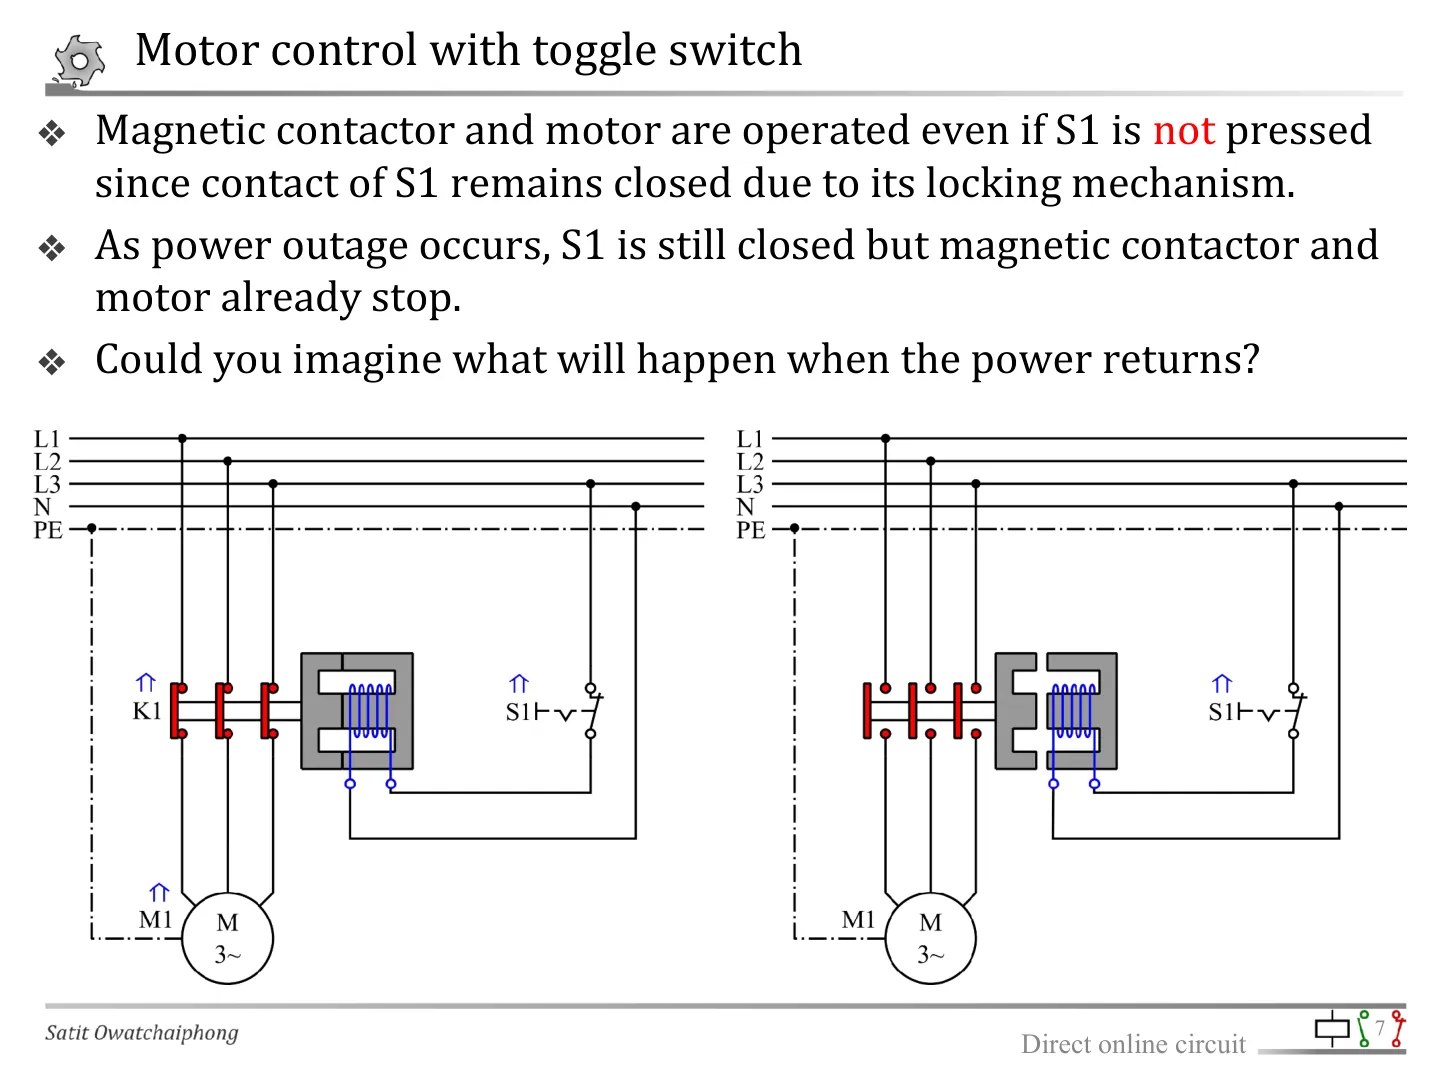 Motor control with toggle switch
❖ Magnetic contactor and motor are operated even if S1 is not pressed
since contact of S1 remains closed due to its locking mechanism.
❖ As power outage occurs, S1 is still closed but magnetic contactor and
motor already stop.
❖ Could you imagine what will happen when the power returns?
L1
L2
L3
N
PE
K1
S1
M1
M
3~
L1
L2
L3
N
PE
S1
M1
M
3~
Satit Owatchaiphong
Direct online circuit
7